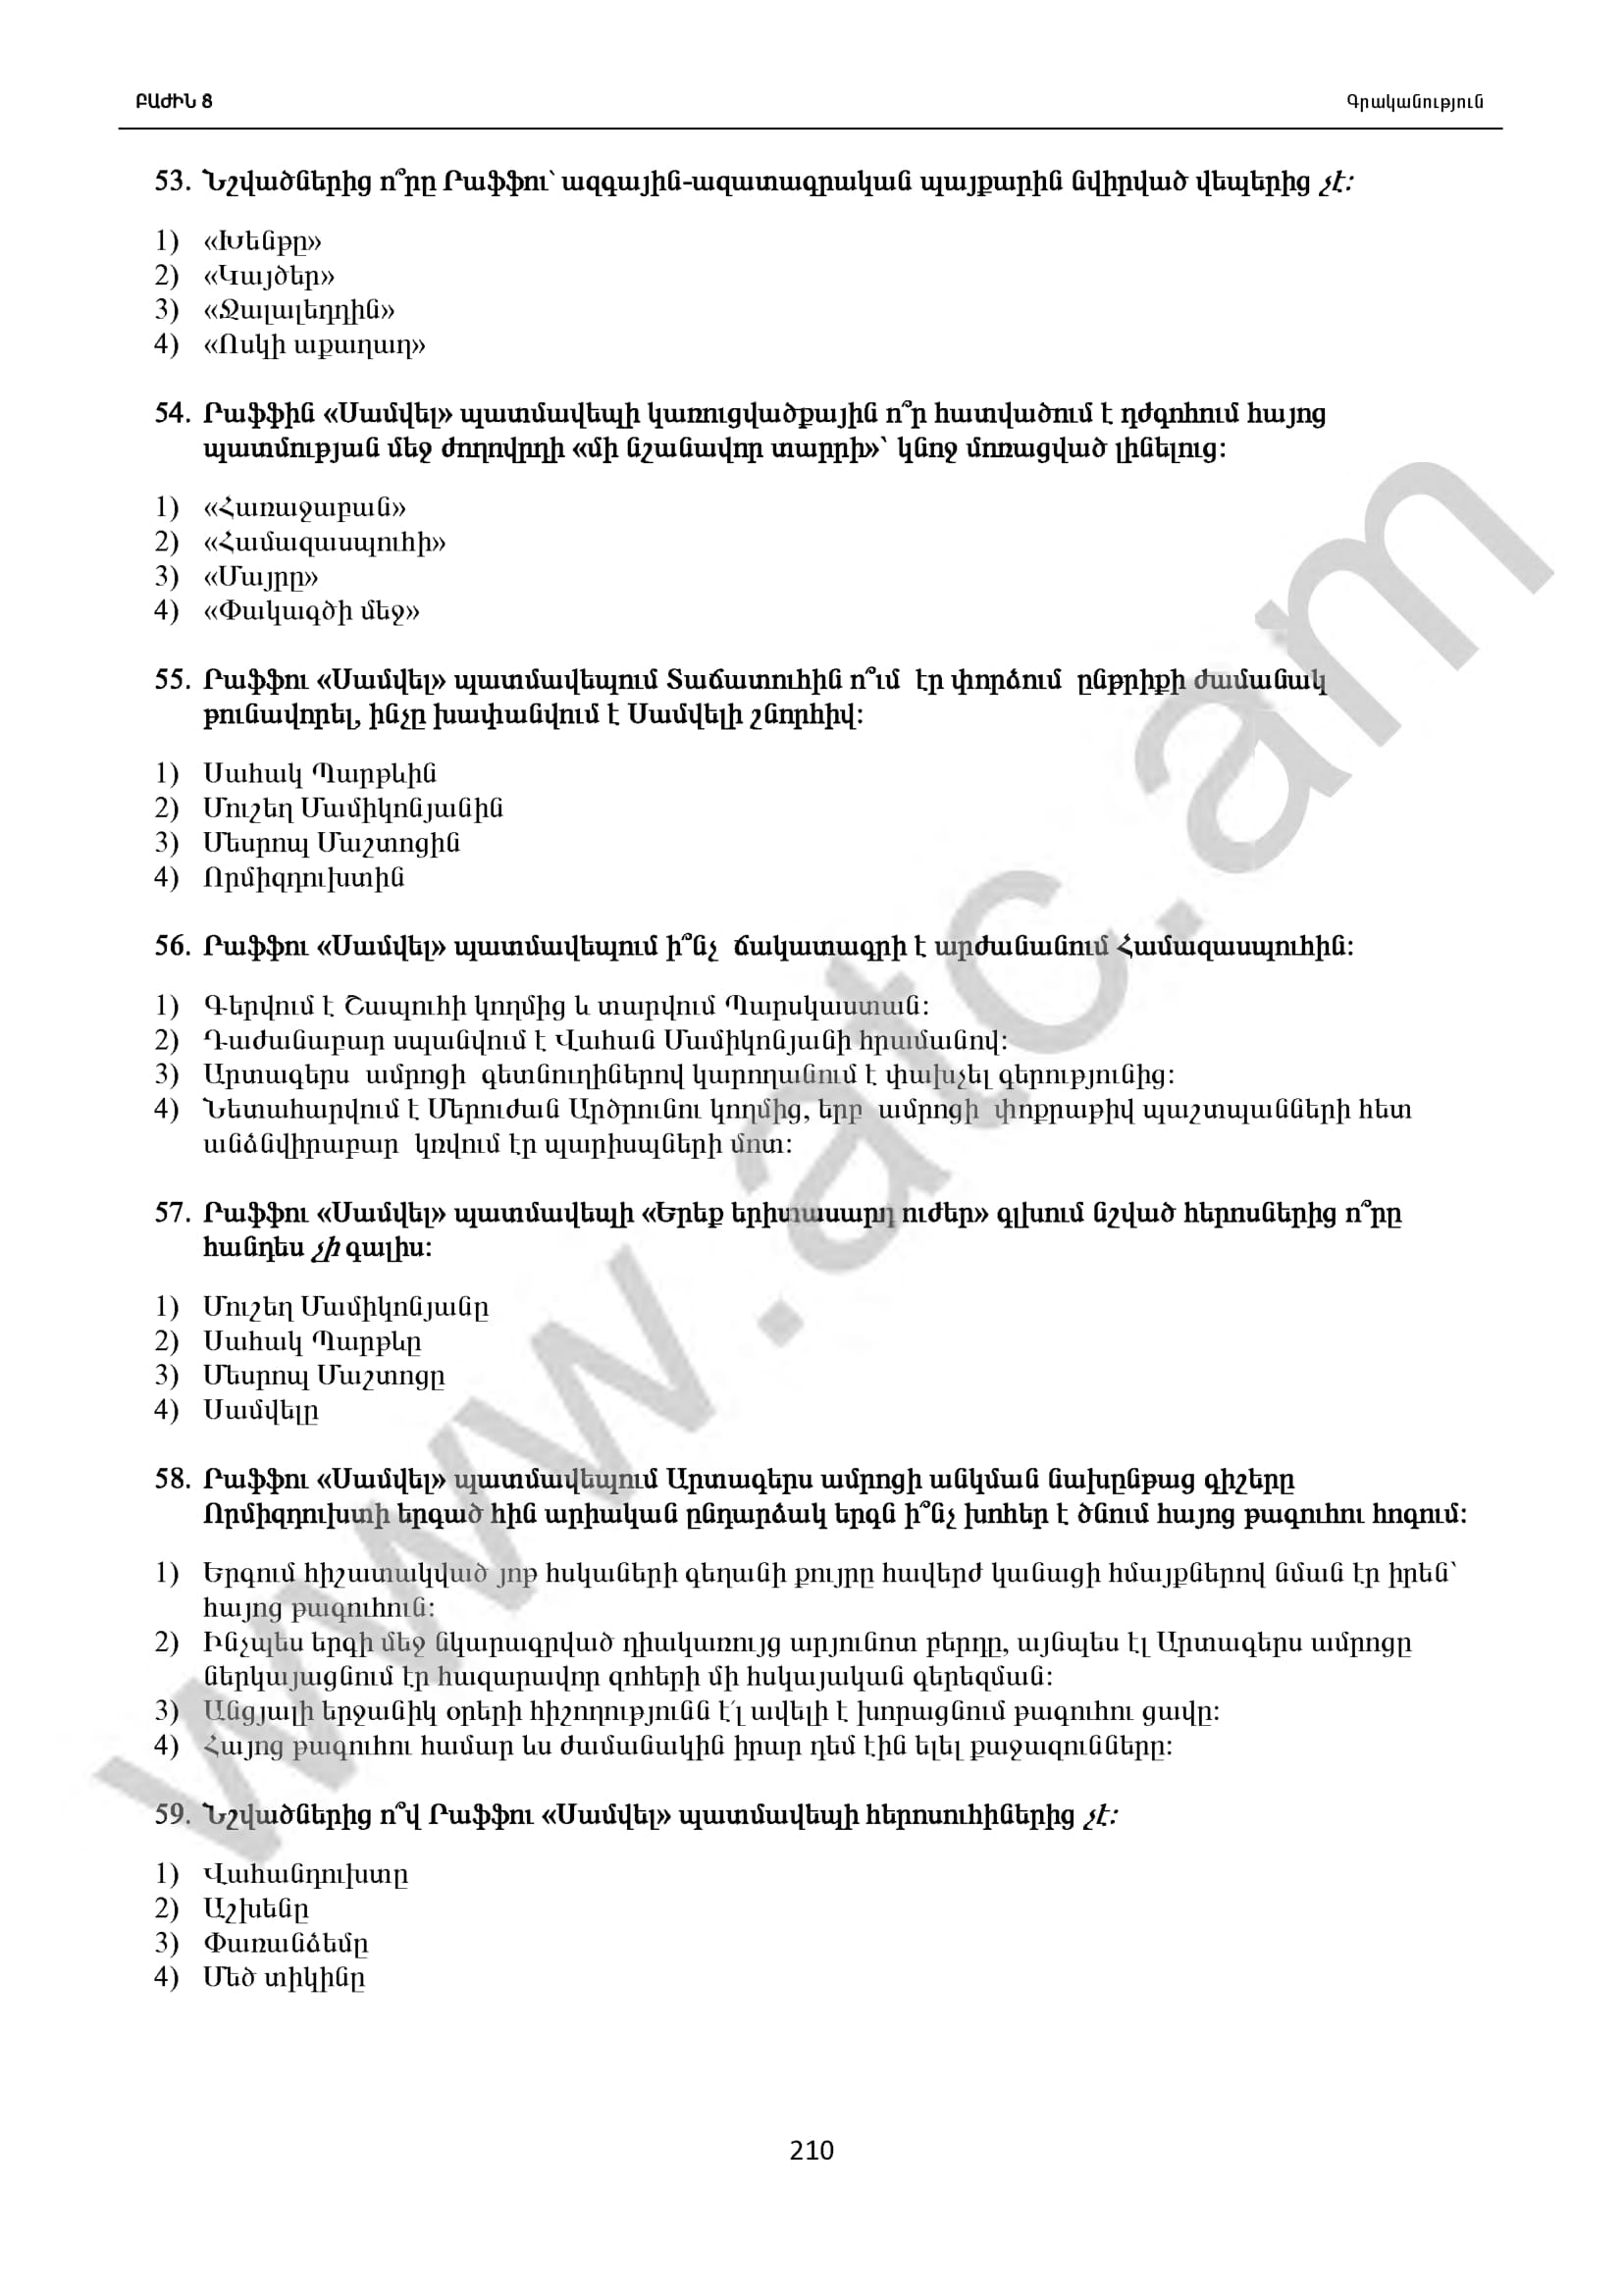 ԲԱԺԻՆ 8 Գրականություն
53. Նշվածներից ո՞րը Րաֆֆու՝ ազգային-ազատագրական պայքարին նվիրված վեպերից չէ:
1) «Խենթը»
2) «Կայծեր»
3) «Ջալալեդդին»
4) «Ոսկի աքաղաղ»
54. Րաֆֆին «Սամվել» պատմավեպի կառուցվածքային ո՞ր հատվածում է դժգոհում հայոց
պատմության մեջ ժողովրդի «մի նշանավոր տարրի»՝ կնոջ մոռացված լինելուց:
1) «Հառաջաբան»
2) «Համազասպուհի»
3) «Մայրը»
4) «Փակագծի մեջ»
55. Րաֆֆու «Սամվել» պատմավեպում Տաճատուհին ո՞ւմ էր փորձում ընթրիքի ժամանակ
թունավորել, ինչը խափանվում է Սամվելի շնորհիվ:
1) Սահակ Պարթևին
2) Մուշեղ Մամիկոնյանին
3) Մեսրոպ Մաշտոցին
4) Որմիզդուխտին
56. Րաֆֆու «Սամվել» պատմավեպում ի՞նչ ճակատագրի է արժանանում Համազասպուհին:
1) Գերվում է Շապուհի կողմից և տարվում Պարսկաստան:
2) Դաժանաբար սպանվում է Վահան Մամիկոնյանի հրամանով:
3) Արտագերս ամրոցի գետնուղիներով կարողանում է փախչել գերությունից:
4) Նետահարվում է Մերուժան Արծրունու կողմից, երբ ամրոցի փոքրաթիվ պաշտպանների հետ
անձնվիրաբար կռվում էր պարիսպների մոտ:
57. Րաֆֆու «Սամվել» պատմավեպի «Երեք երիտասարդ ուժեր» գլխում նշված հերոսներից ո՞րը
հանդես չի գալիս:
1) Մուշեղ Մամիկոնյանը
2) Սահակ Պարթևը
3) Մեսրոպ Մաշտոցը
4) Սամվելը
58. Րաֆֆու «Սամվել» պատմավեպում Արտագերս ամրոցի անկման նախընթաց գիշերը
Որմիզդուխտի երգած հին արիական ընդարձակ երգն ի՞նչ խոհեր է ծնում հայոց թագուհու հոգում:
1) Երգում հիշատակված յոթ հսկաների գեղանի քույրը հավերժ կանացի հմայքներով նման էր իրեն՝
հայոց թագուհուն:
2) Ինչպես երգի մեջ նկարագրված դիակառույց արյունոտ բերդը, այնպես էլ Արտագերս ամրոցը
ներկայացնում էր հազարավոր զոհերի մի հսկայական գերեզման:
3) Անցյալի երջանիկ օրերի հիշողությունն է՛լ ավելի է խորացնում թագուհու ցավը:
4) Հայոց թագուհու համար ևս ժամանակին իրար դեմ էին ելել քաջազունները:
59. Նշվածներից ո՞վ Րաֆֆու «Սամվել» պատմավեպի հերոսուհիներից չէ:
1) Վահանդուխտը
2) Աշխենը
3) Փառանձեմը
4) Մեծ տիկինը
210
www.atc.am